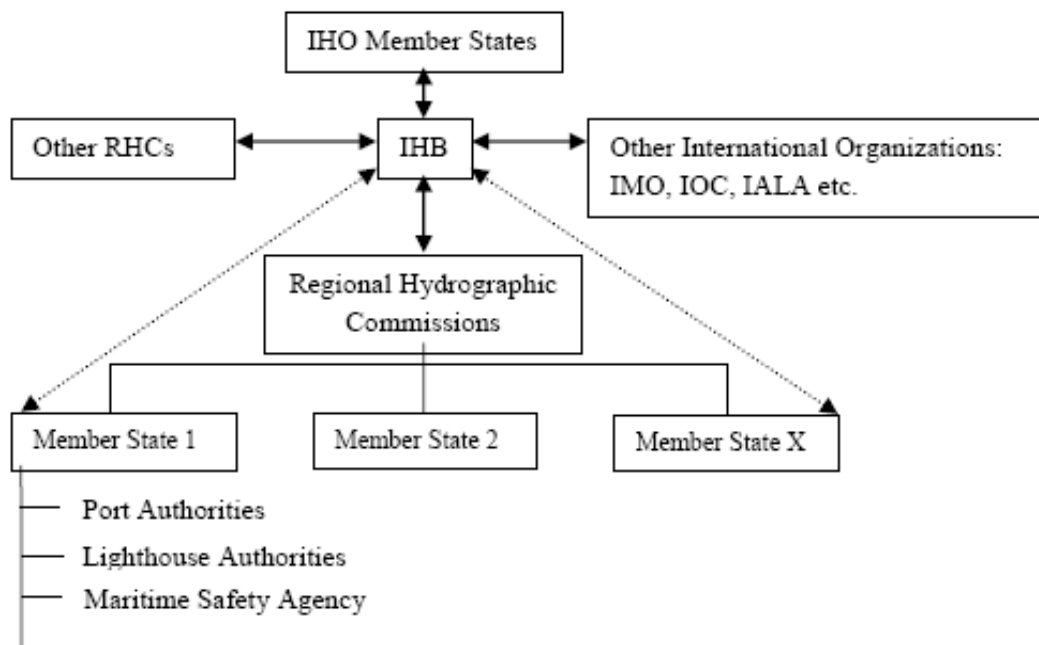 IHO Member States
Other RHCs
IHB
Other International Organizations:
IMO, IOC, IALA etc.
Regional Hydrographic
Commissions
Member State 1
Member State 2
Member State X
Port Authorities
Lighthouse Authorities
Maritime Safety Agency